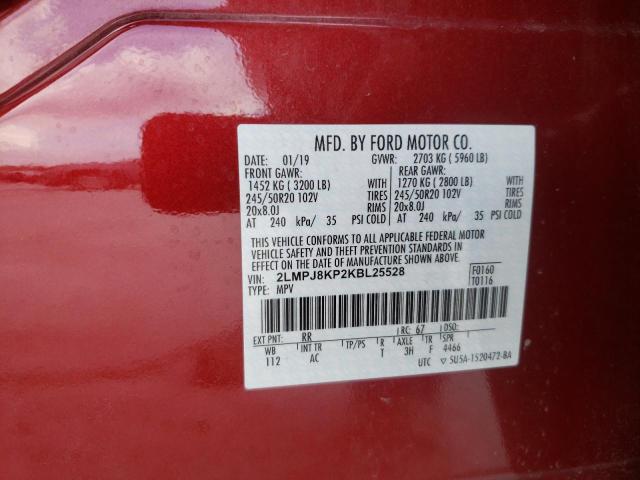 MFD. BY FORD MOTOR CO.
DATE: 01/19 GVWR: 2703 KG ( 5960 LB)
FRONT GAWR: REAR GAWR:
1452 KG ( 3200 LB) WITH 1270 KG ( 2800 LB) WITH
245/50R20 102V TIRES 245/50R20 102V TIRES
20x8.0J RIMS 20x8.0J RIMS
AT 240 kPa/ 35 PSI COLD AT 240 kPa/ 35 PSI COLD
THIS VEHICLE CONFORMS TO ALL APPLICABLE FEDERAL MOTOR
VEHICLE SAFETY AND THEFT PREVENTION STANDARDS IN
EFFECT ON THE DATE OF MANUFACTURE SHOWN ABOVE.
VIN: 2LMPJ8KP2KBL25528 F0160
TYPE: MPV T0116
EXT PNT: RR RC: 67 DSO:
WB INT TR TP/PS R AXLE TR SPR
112 AC T 3H F 4466
UTC ▽ 5U5A-1520472-BA